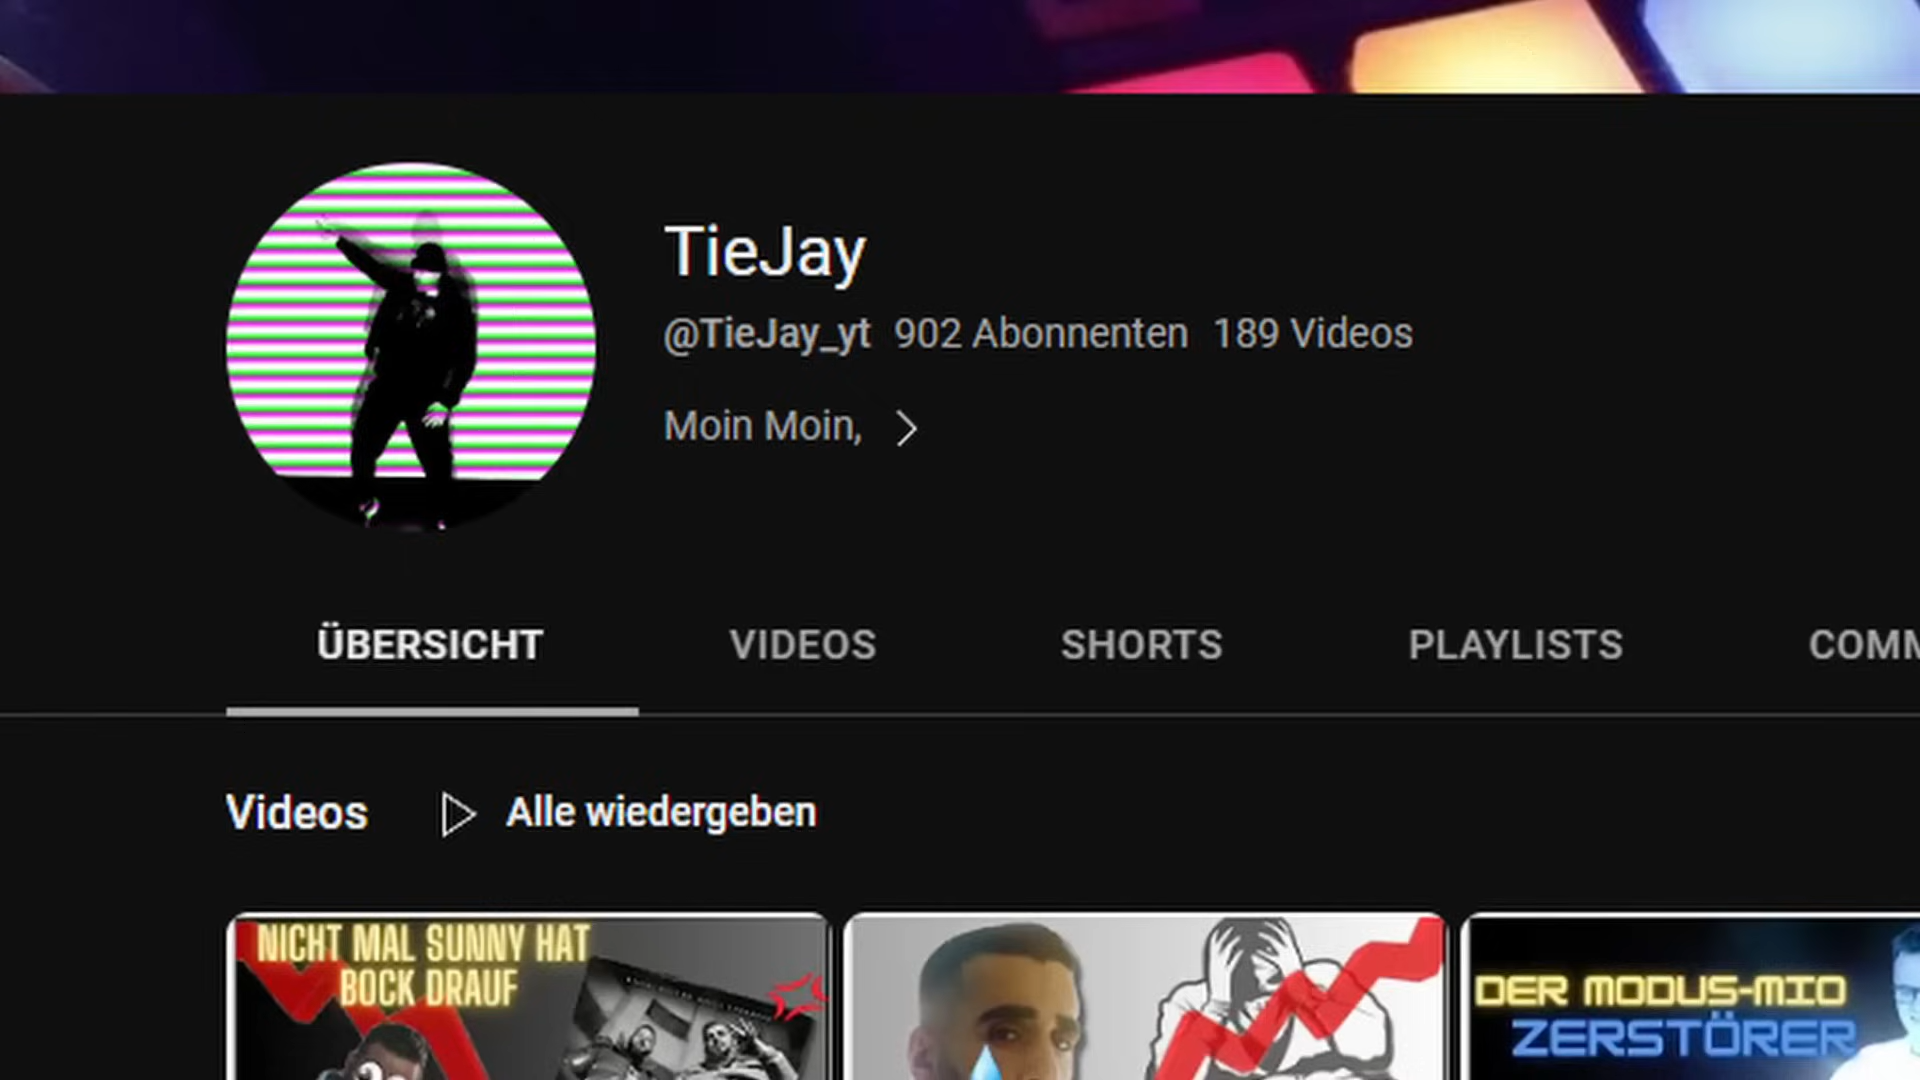 TieJay
@TieJay_yt 902 Abonnenten 189 Videos
Moin Moin,
ÜBERSICHT VIDEOS SHORTS PLAYLISTS COMM
Videos Alle wiedergeben
NICHT MAL SUNNY HAT
BOCK DRAUF
DER MODUS-MIO
ZERSTÖRER